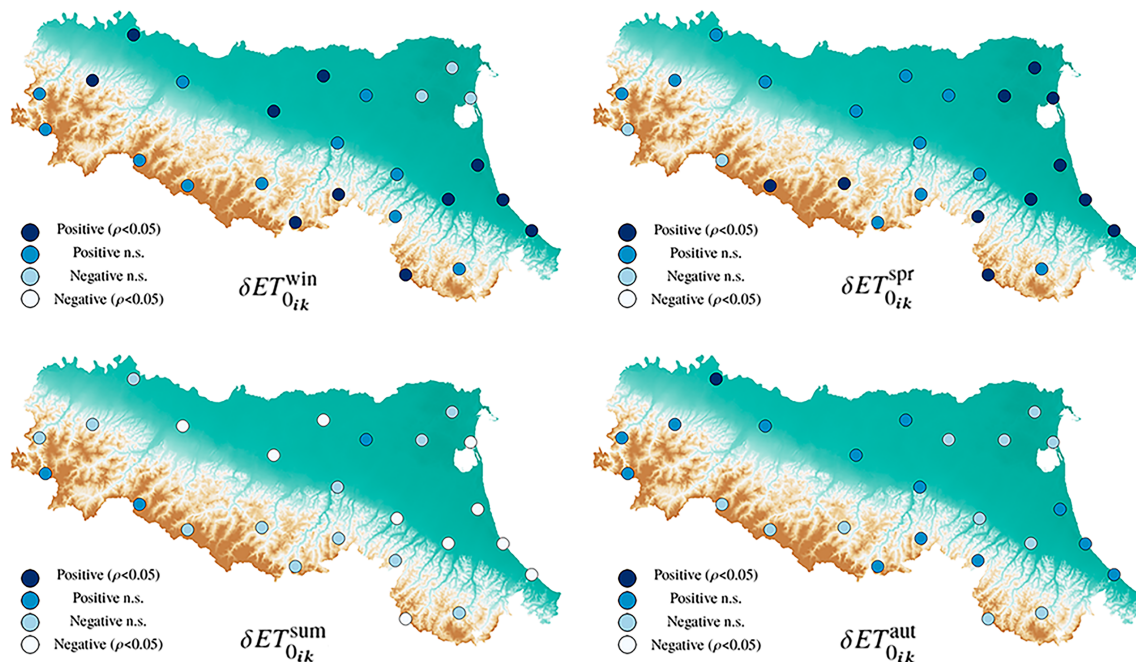 Positive (ρ<0.05)
Positive n.s.
Negative n.s.
Negative (ρ<0.05)
δET₀ᵢₖ^win
Positive (ρ<0.05)
Positive n.s.
Negative n.s.
Negative (ρ<0.05)
δET₀ᵢₖ^spr
Positive (ρ<0.05)
Positive n.s.
Negative n.s.
Negative (ρ<0.05)
δET₀ᵢₖ^sum
Positive (ρ<0.05)
Positive n.s.
Negative n.s.
Negative (ρ<0.05)
δET₀ᵢₖ^aut